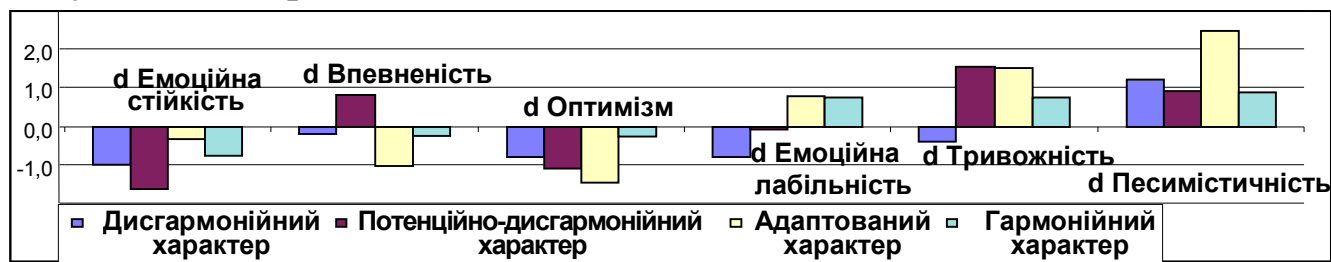 2,0
1,0
0,0
-1,0
d Емоційна
стійкість
d Впевненість
d Оптимізм
d Емоційна
лабільність
d Тривожність
d Песимістичність
Дисгармонійний
характер
Потенційно-дисгармонійний
характер
Адаптований
характер
Гармонійний
характер